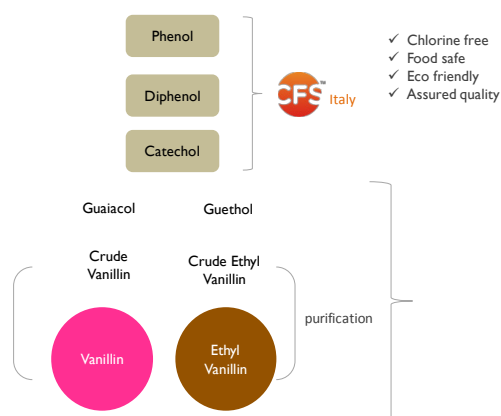 Phenol
Diphenol
Catechol
CFS™ Italy
✓ Chlorine free
✓ Food safe
✓ Eco friendly
✓ Assured quality
Guaiacol
Guethol
Crude
Vanillin
Crude Ethyl
Vanillin
Vanillin
Ethyl
Vanillin
purification